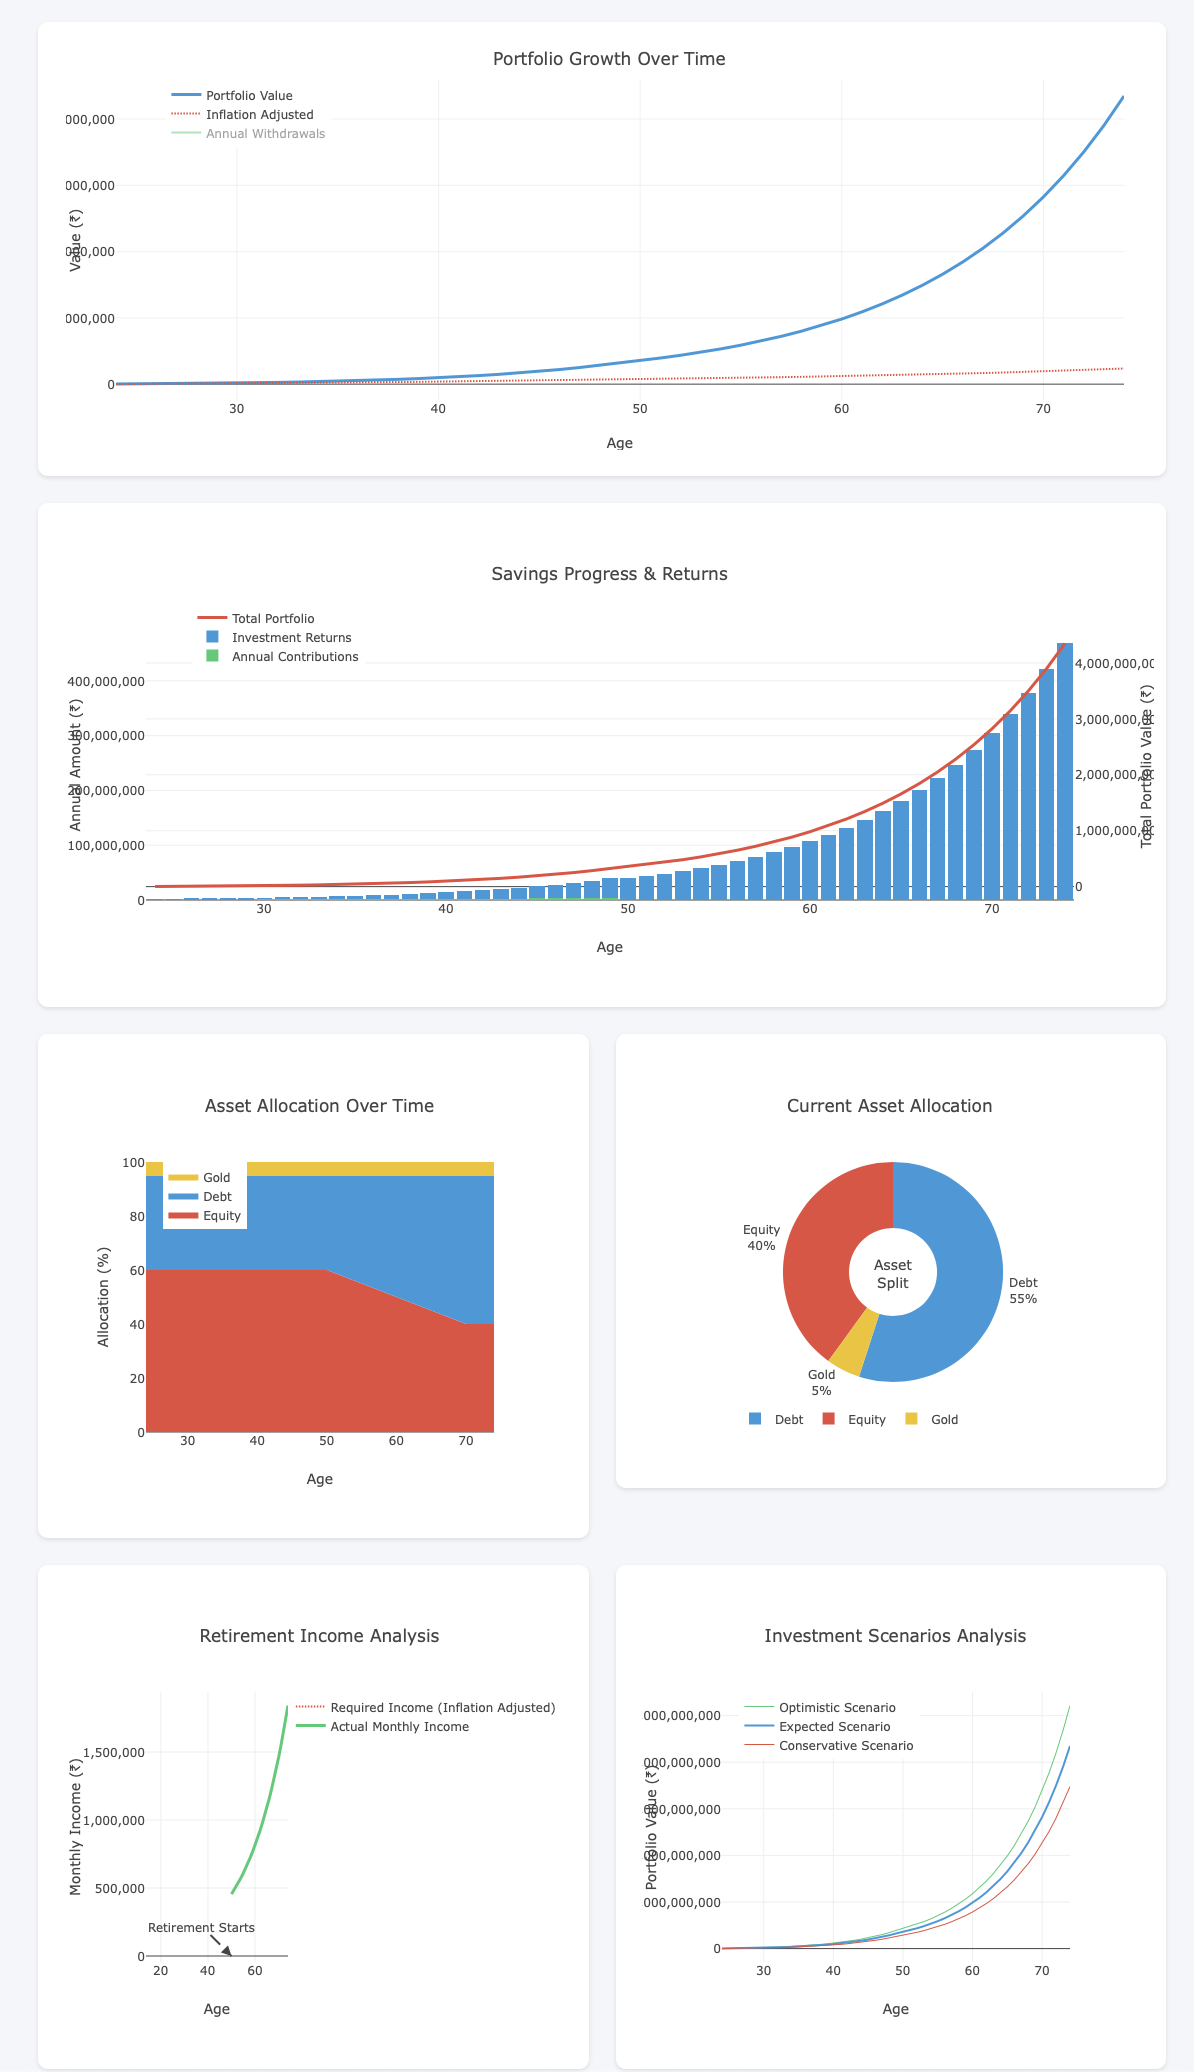 Portfolio Growth Over Time
Portfolio Value
Inflation Adjusted
Annual Withdrawals
000,000
000,000
000,000
000,000
0
Value (₹)
30 40 50 60 70
Age
Savings Progress & Returns
Total Portfolio
Investment Returns
Annual Contributions
400,000,000
300,000,000
200,000,000
100,000,000
0
Annual Amount (₹)
4,000,000,00
3,000,000,00
2,000,000,00
1,000,000,00
0
Total Portfolio Value (₹)
30 40 50 60 70
Age
Asset Allocation Over Time
Gold
Debt
Equity
100
80
60
40
20
0
Allocation (%)
30 40 50 60 70
Age
Current Asset Allocation
Equity
40%
Asset
Split
Debt
55%
Gold
5%
Debt Equity Gold
Retirement Income Analysis
Required Income (Inflation Adjusted)
Actual Monthly Income
1,500,000
1,000,000
500,000
0
Monthly Income (₹)
Retirement Starts
20 40 60
Age
Investment Scenarios Analysis
Optimistic Scenario
Expected Scenario
Conservative Scenario
000,000,000
000,000,000
000,000,000
000,000,000
000,000,000
0
Portfolio Value (₹)
30 40 50 60 70
Age